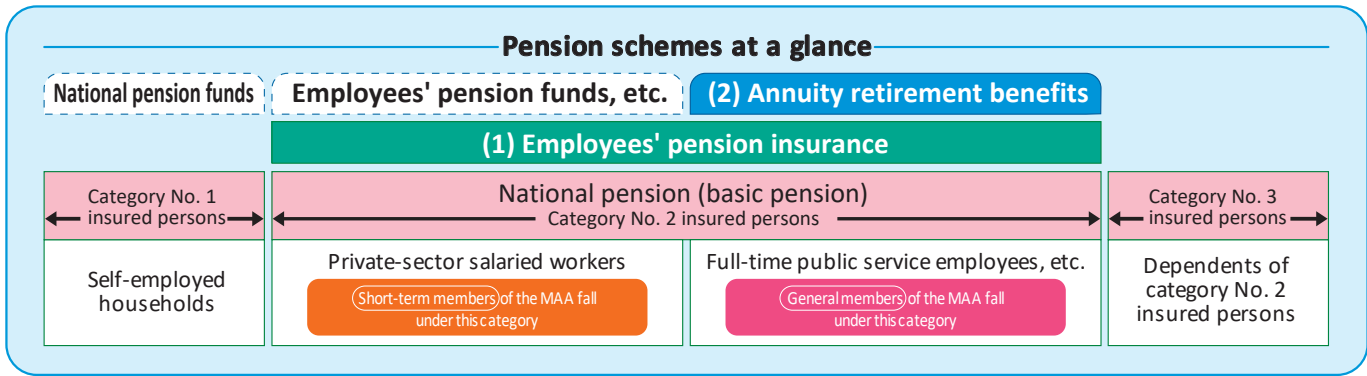 Pension schemes at a glance
National pension funds
Employees' pension funds, etc.
(2) Annuity retirement benefits
(1) Employees' pension insurance
Category No. 1
insured persons
National pension (basic pension)
Category No. 2 insured persons
Category No. 3
insured persons
Self-employed
households
Private-sector salaried workers
Short-term members of the MAA fall
under this category
Full-time public service employees, etc.
General members of the MAA fall
under this category
Dependents of
category No. 2
insured persons